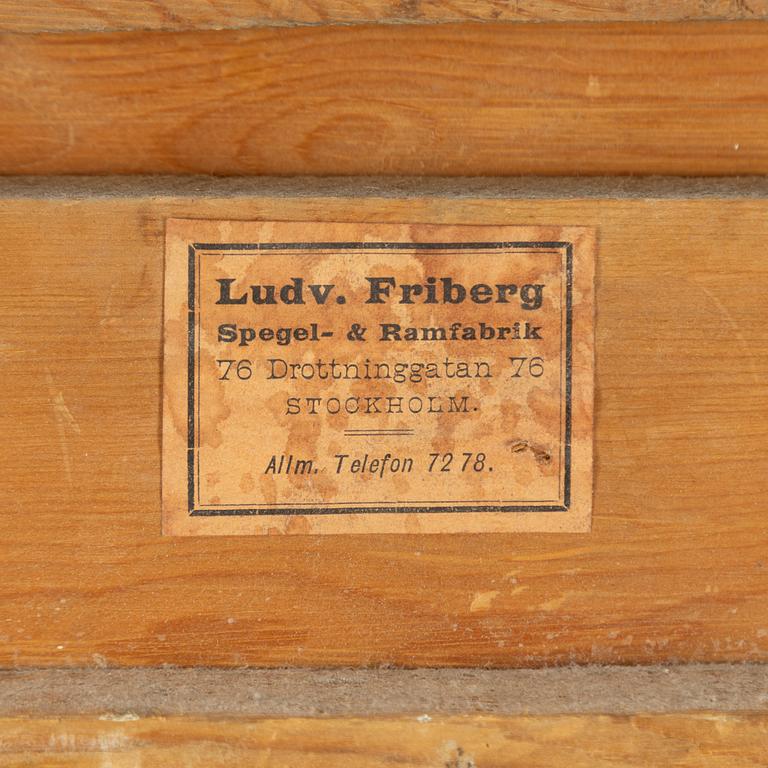 Ludv. Friberg
Spegel- & Ramfabrik
76 Drottninggatan 76
STOCKHOLM.
Allm. Telefon 72 78.